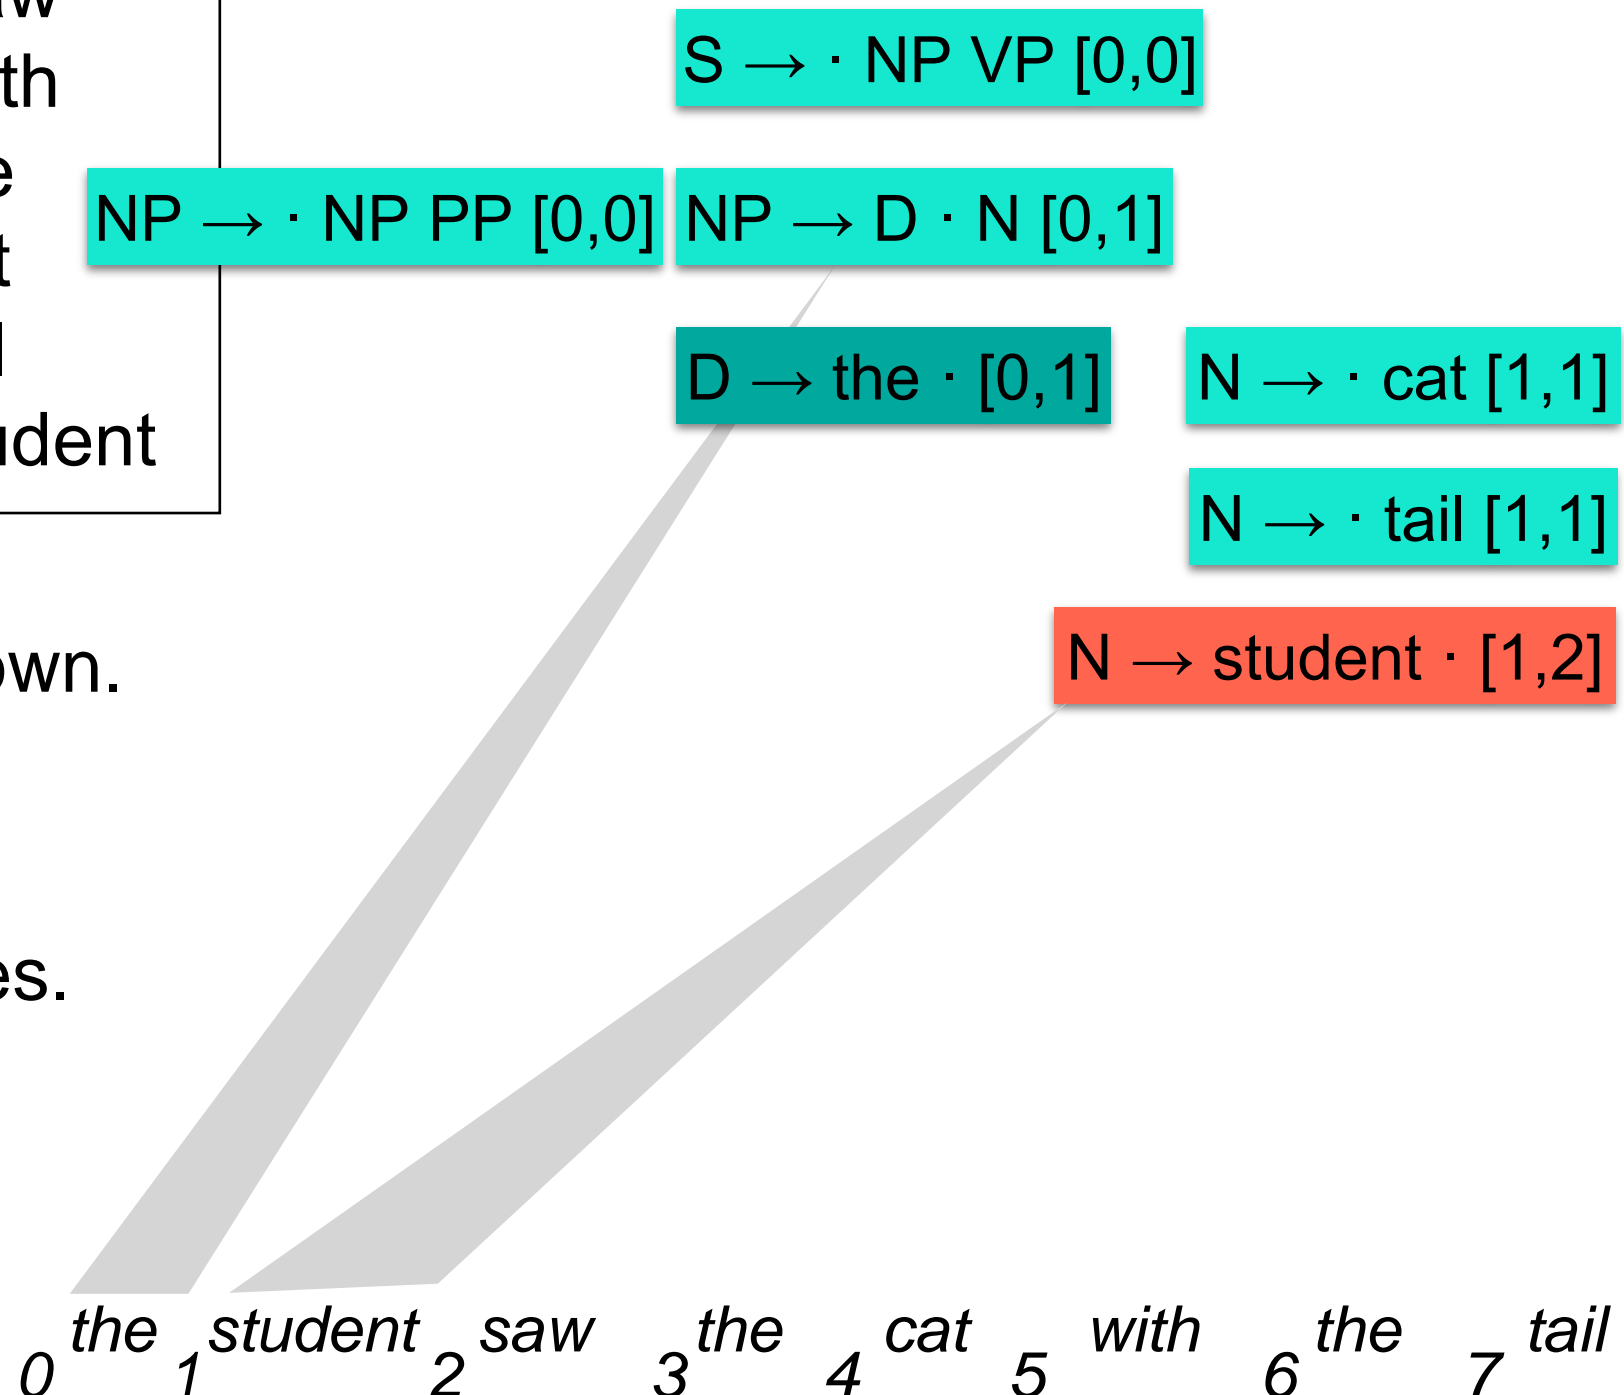 S → · NP VP [0,0]
NP → · NP PP [0,0] NP → D · N [0,1]
D → the · [0,1] N → · cat [1,1]
N → · tail [1,1]
N → student · [1,2]
the student saw the cat with the tail
0 1 2 3 4 5 6 7